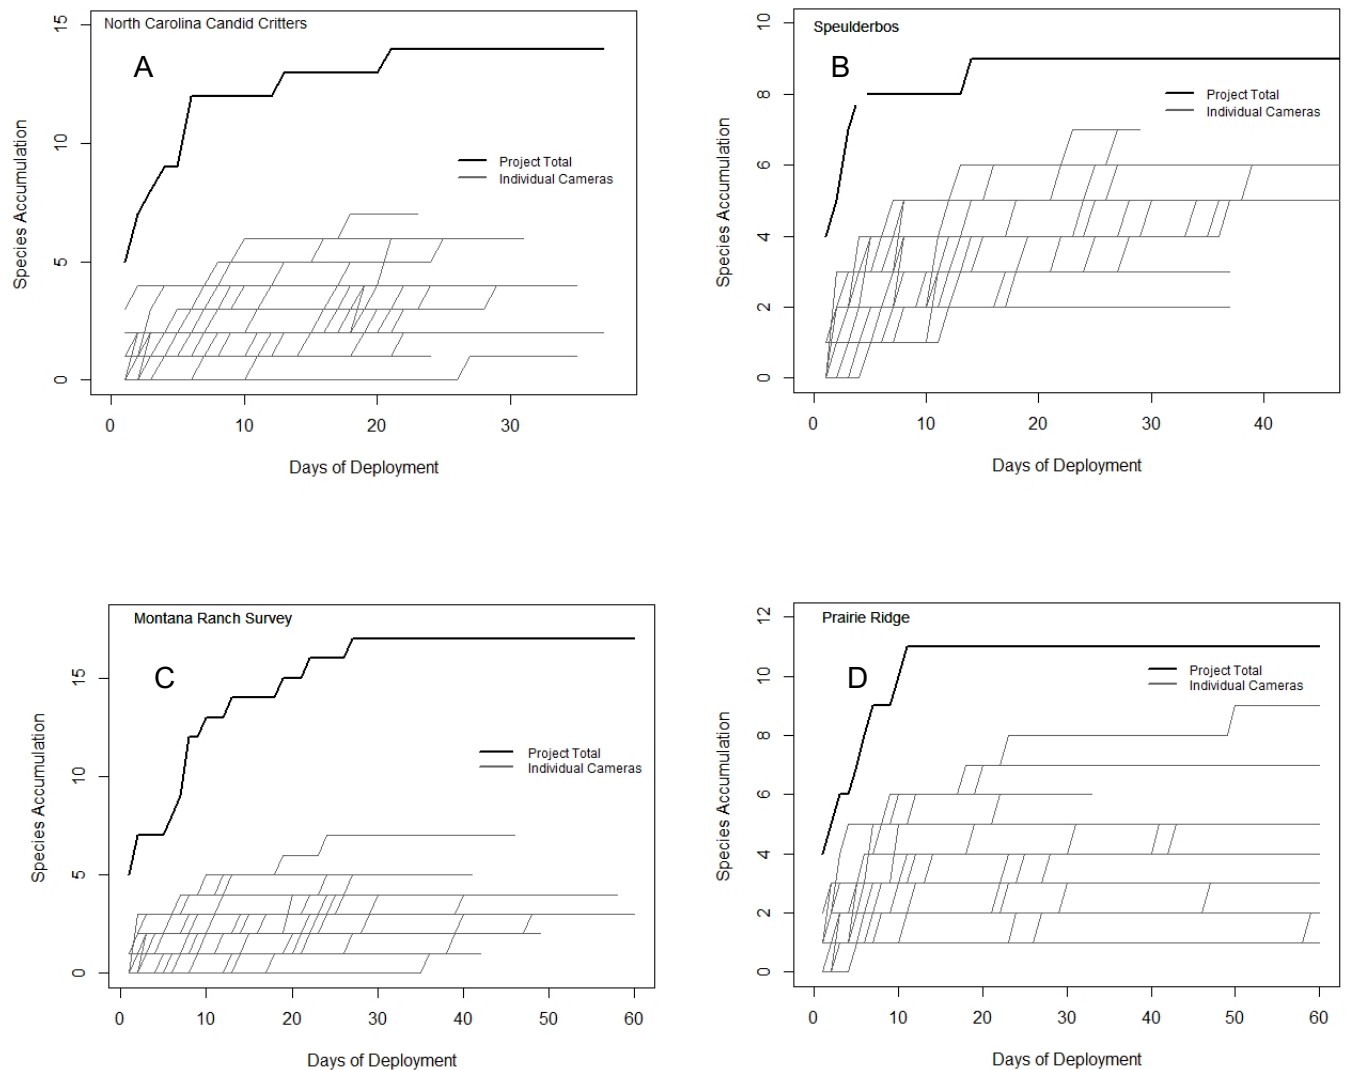 North Carolina Candid Critters
A
Species Accumulation
0
5
10
15
Project Total
Individual Cameras
0 10 20 30
Days of Deployment
Speulderbos
B
Species Accumulation
0
2
4
6
8
10
Project Total
Individual Cameras
0 10 20 30 40
Days of Deployment
Montana Ranch Survey
C
Species Accumulation
0
5
10
15
Project Total
Individual Cameras
0 10 20 30 40 50 60
Days of Deployment
Prairie Ridge
D
Species Accumulation
0
2
4
6
8
10
12
Project Total
Individual Cameras
0 10 20 30 40 50 60
Days of Deployment